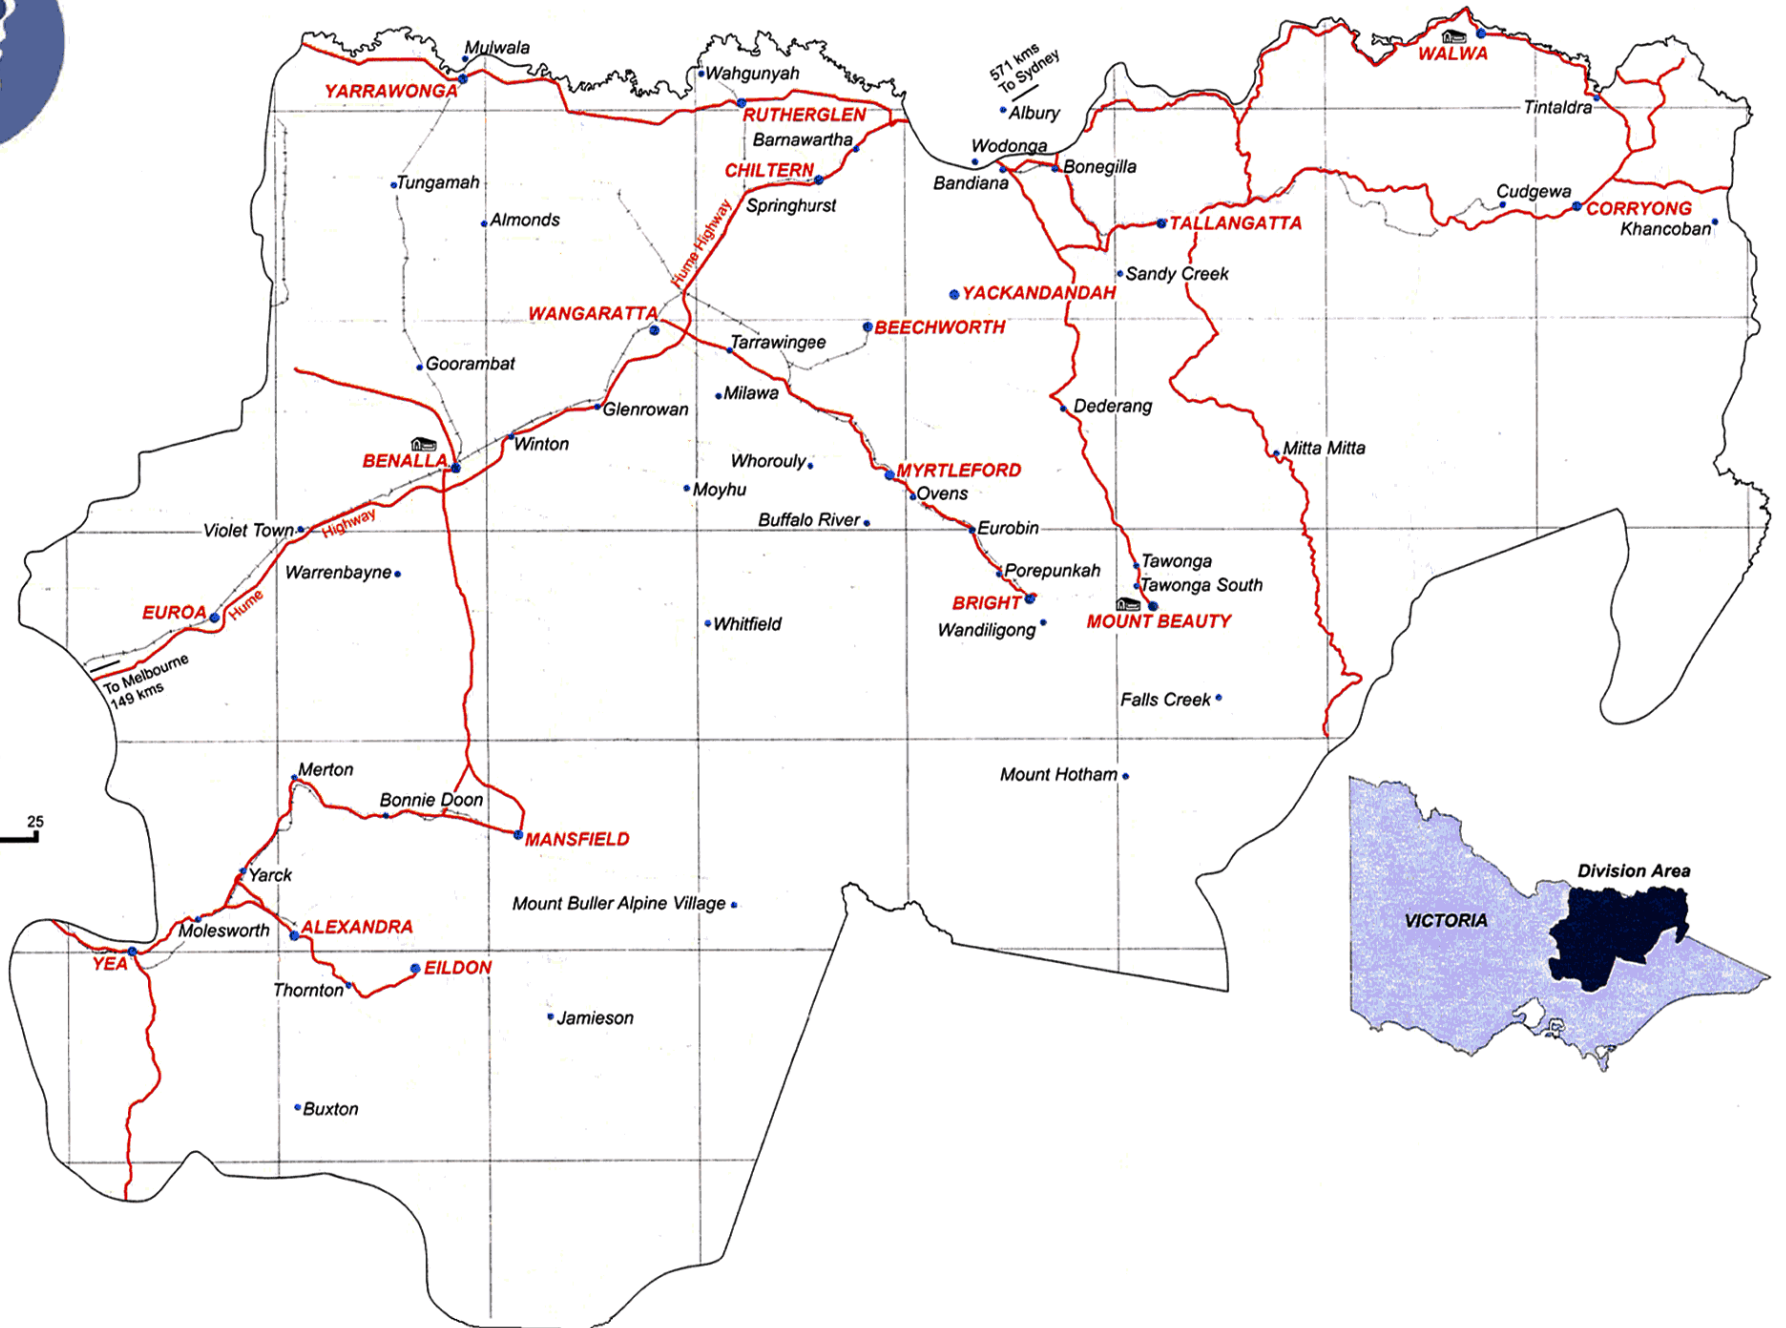 Mulwala
YARRAWONGA
Wahgunyah
RUTHERGLEN
Barnawartha
CHILTERN
Springhurst
571 kms
To Sydney
Albury
Wodonga
Bandiana
Bonegilla
WALWA
Tintaldra
Cudgewa
CORRYONG
Khancoban
TALLANGATTA
Sandy Creek
Tungamah
Almonds
Hume Highway
YACKANDANDAH
WANGARATTA
BEECHWORTH
Tarrawingee
Goorambat
Milawa
Glenrowan
Dederang
Winton
BENALLA
Whorouly
MYRTLEFORD
Mitta Mitta
Moyhu
Ovens
Violet Town
Highway
Buffalo River
Eurobin
Warrenbayne
Porepunkah
Tawonga
Tawonga South
EUROA
Hume
BRIGHT
MOUNT BEAUTY
Whitfield
Wandiligong
To Melbourne
149 kms
Falls Creek
Merton
Mount Hotham
Bonnie Doon
25
MANSFIELD
Yarck
Mount Buller Alpine Village
Molesworth
ALEXANDRA
YEA
EILDON
Thornton
Jamieson
Buxton
Division Area
VICTORIA